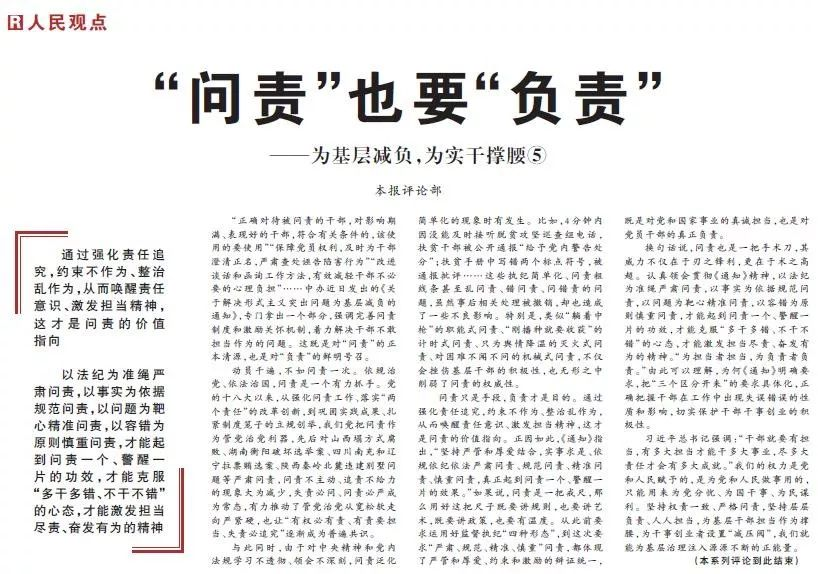 人民观点
“问责”也要“负责”
——为基层减负,为实干撑腰⑤
本报评论部
通过强化责任追
究,约束不作为、整治
乱作为,从而唤醒责任
意识、激发担当精神,
这才是问责的价值
指向
以法纪为准绳严
肃问责,以事实为依据
规范问责,以问题为靶
心精准问责,以容错为
原则慎重问责,才能起
到问责一个、警醒一
片的功效,才能克服
“多干多错、不干不错”
的心态,才能激发担当
尽责、奋发有为的精神
“正确对待被问责的干部,对影响期
满、表现好的干部,符合有关条件的,该使
用的要使用”“保障党员权利,及时为干部
澄清正名,严肃查处诬告陷害行为”“改进
谈话和函询工作方法,有效减轻干部不必
要的心理负担”……中办近日发出的《关
于解决形式主义突出问题为基层减负的
通知》,专门拿出一个部分,强调完善问责
制度和激励关怀机制,着力解决干部不敢
担当作为的问题。这既是对“问责”的正
本清源,也是对“负责”的鲜明号召。
动员千遍,不如问责一次。依规治
党、依法治国,问责是一个有力抓手。党
的十八大以来,从强化问责工作、落实“两
个责任”的改革创新,到巩固实践成果、扎
紧制度笼子的立规创举,我们党把问责作
为管党治党利器,先后对山西塌方式腐
败、湖南衡阳破坏选举案、四川南充和辽
宁拉票贿选案、陕西秦岭北麓违建别墅问
题等严肃问责,问责不主动、追责不给力
的现象大为减少,失责必问、问责必严成
为常态,有力推动了管党治党从宽松软走
向严紧硬,也让“有权必有责、有责要担
当、失责必追究”逐渐成为普遍共识。
与此同时,由于对中央精神和党内
法规学习不透彻、领会不深刻,问责泛化
简单化的现象时有发生。比如,4分钟内
因没能及时接听脱贫攻坚巡查组电话,
扶贫干部被公开通报“给予党内警告处
分”;扶贫手册中写错两个标点符号,被
通报批评……这些执纪简单化、问责粗
线条甚至乱问责、错问责、问错责的问
题,虽然事后相关处理被撤销,却也造成
了一些不良影响。特别是,类似“躺着中
枪”的职能式问责、“刚播种就要收获”的
计时式问责、只为舆情降温的灭火式问
责、对困难不闻不问的机械式问责,不仅
会挫伤基层干部的积极性,也无形之中
削弱了问责的权威性。
问责只是手段,负责才是目的。通过
强化责任追究,约束不作为、整治乱作为,
从而唤醒责任意识、激发担当精神,这才
是问责的价值指向。正因如此,《通知》指
出,“坚持严管和厚爱结合,实事求是、依
规依纪依法严肃问责、规范问责、精准问
责、慎重问责,真正起到问责一个、警醒一
片的效果。”如果说,问责是一把戒尺,那
么用好这把尺子既要讲规则,也要讲艺
术,既要讲政策,也要有温度。从此前要
求运用好监督执纪“四种形态”,到这次要
求“严肃、规范、精准、慎重”问责,都体现
了严管和厚爱、约束和激励的辩证统一,
既是对党和国家事业的真诚担当,也是对
党员干部的真正负责。
换句话说,问责也是一把手术刀,其
威力不仅在于刃之锋利,更在于术之高
超。认真领会贯彻《通知》精神,以法纪
为准绳严肃问责,以事实为依据规范问
责,以问题为靶心精准问责,以容错为原
则慎重问责,才能起到问责一个、警醒一
片的功效,才能克服“多干多错、不干不
错”的心态,才能激发担当尽责、奋发有
为的精神。“为担当者担当,为负责者负
责。”由此可以理解,为何《通知》明确要
求,把“三个区分开来”的要求具体化,正
确把握干部在工作中出现失误错误的性
质和影响,切实保护干部干事创业的积
极性。
习近平总书记强调:“干部就要有担
当,有多大担当才能干多大事业,尽多大
责任才会有多大成就。”我们的权力是党
和人民赋予的,是为党和人民做事用的,
只能用来为党分忧、为国干事、为民谋
利。坚持权责一致、严格问责,坚持层层
负责、人人担当,为基层干部担当作为撑
腰,为干事创业者设置“减压阀”,我们就
能为基层治理注入源源不断的正能量。
(本系列评论到此结束)